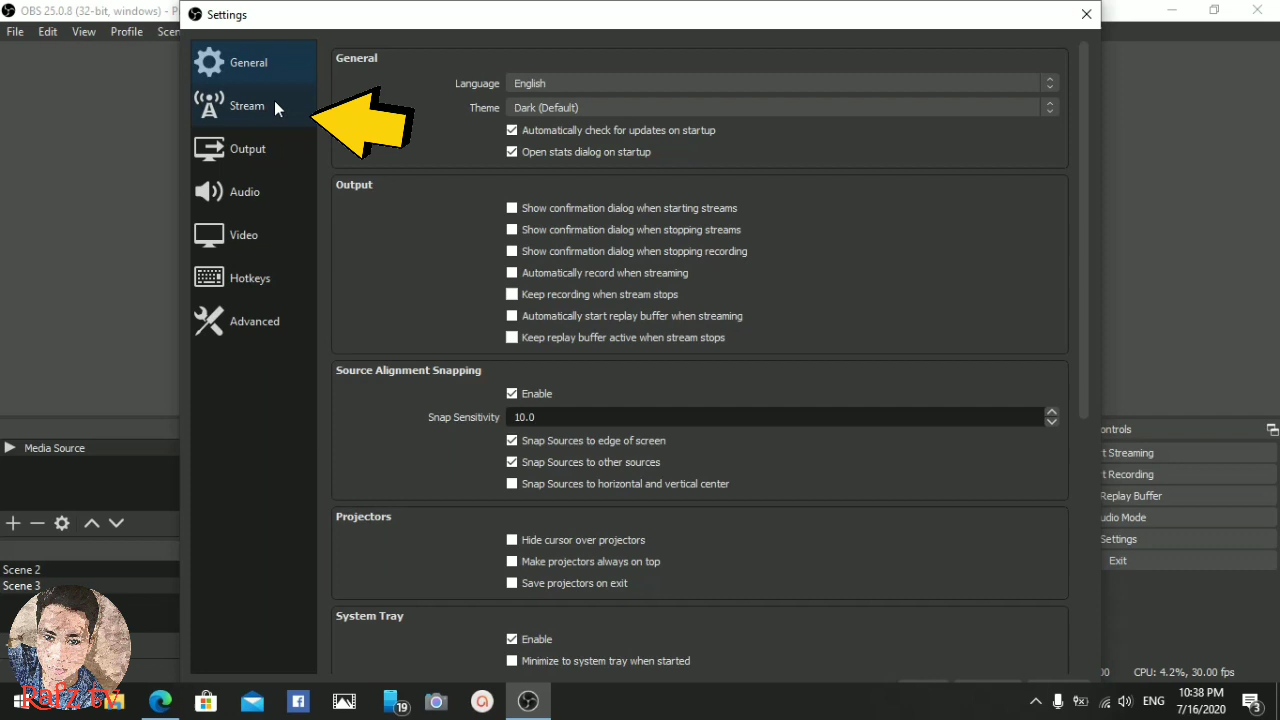 OBS 25.0.8 (32-bit, windows) - P
Settings
File Edit View Profile Scen
General
Stream
Output
Audio
Video
Hotkeys
Advanced
General
Language English
Theme Dark (Default)
Automatically check for updates on startup
Open stats dialog on startup
Output
Show confirmation dialog when starting streams
Show confirmation dialog when stopping streams
Show confirmation dialog when stopping recording
Automatically record when streaming
Keep recording when stream stops
Automatically start replay buffer when streaming
Keep replay buffer active when stream stops
Source Alignment Snapping
Enable
Snap Sensitivity 10.0
Snap Sources to edge of screen
Snap Sources to other sources
Snap Sources to horizontal and vertical center
Projectors
Hide cursor over projectors
Make projectors always on top
Save projectors on exit
System Tray
Enable
Minimize to system tray when started
Media Source
Scene 2
Scene 3
ontrols
t Streaming
t Recording
Replay Buffer
udio Mode
Settings
Exit
00 CPU: 4.2%, 30.00 fps
Rafz tv
19
ENG
10:38 PM
7/16/2020
3